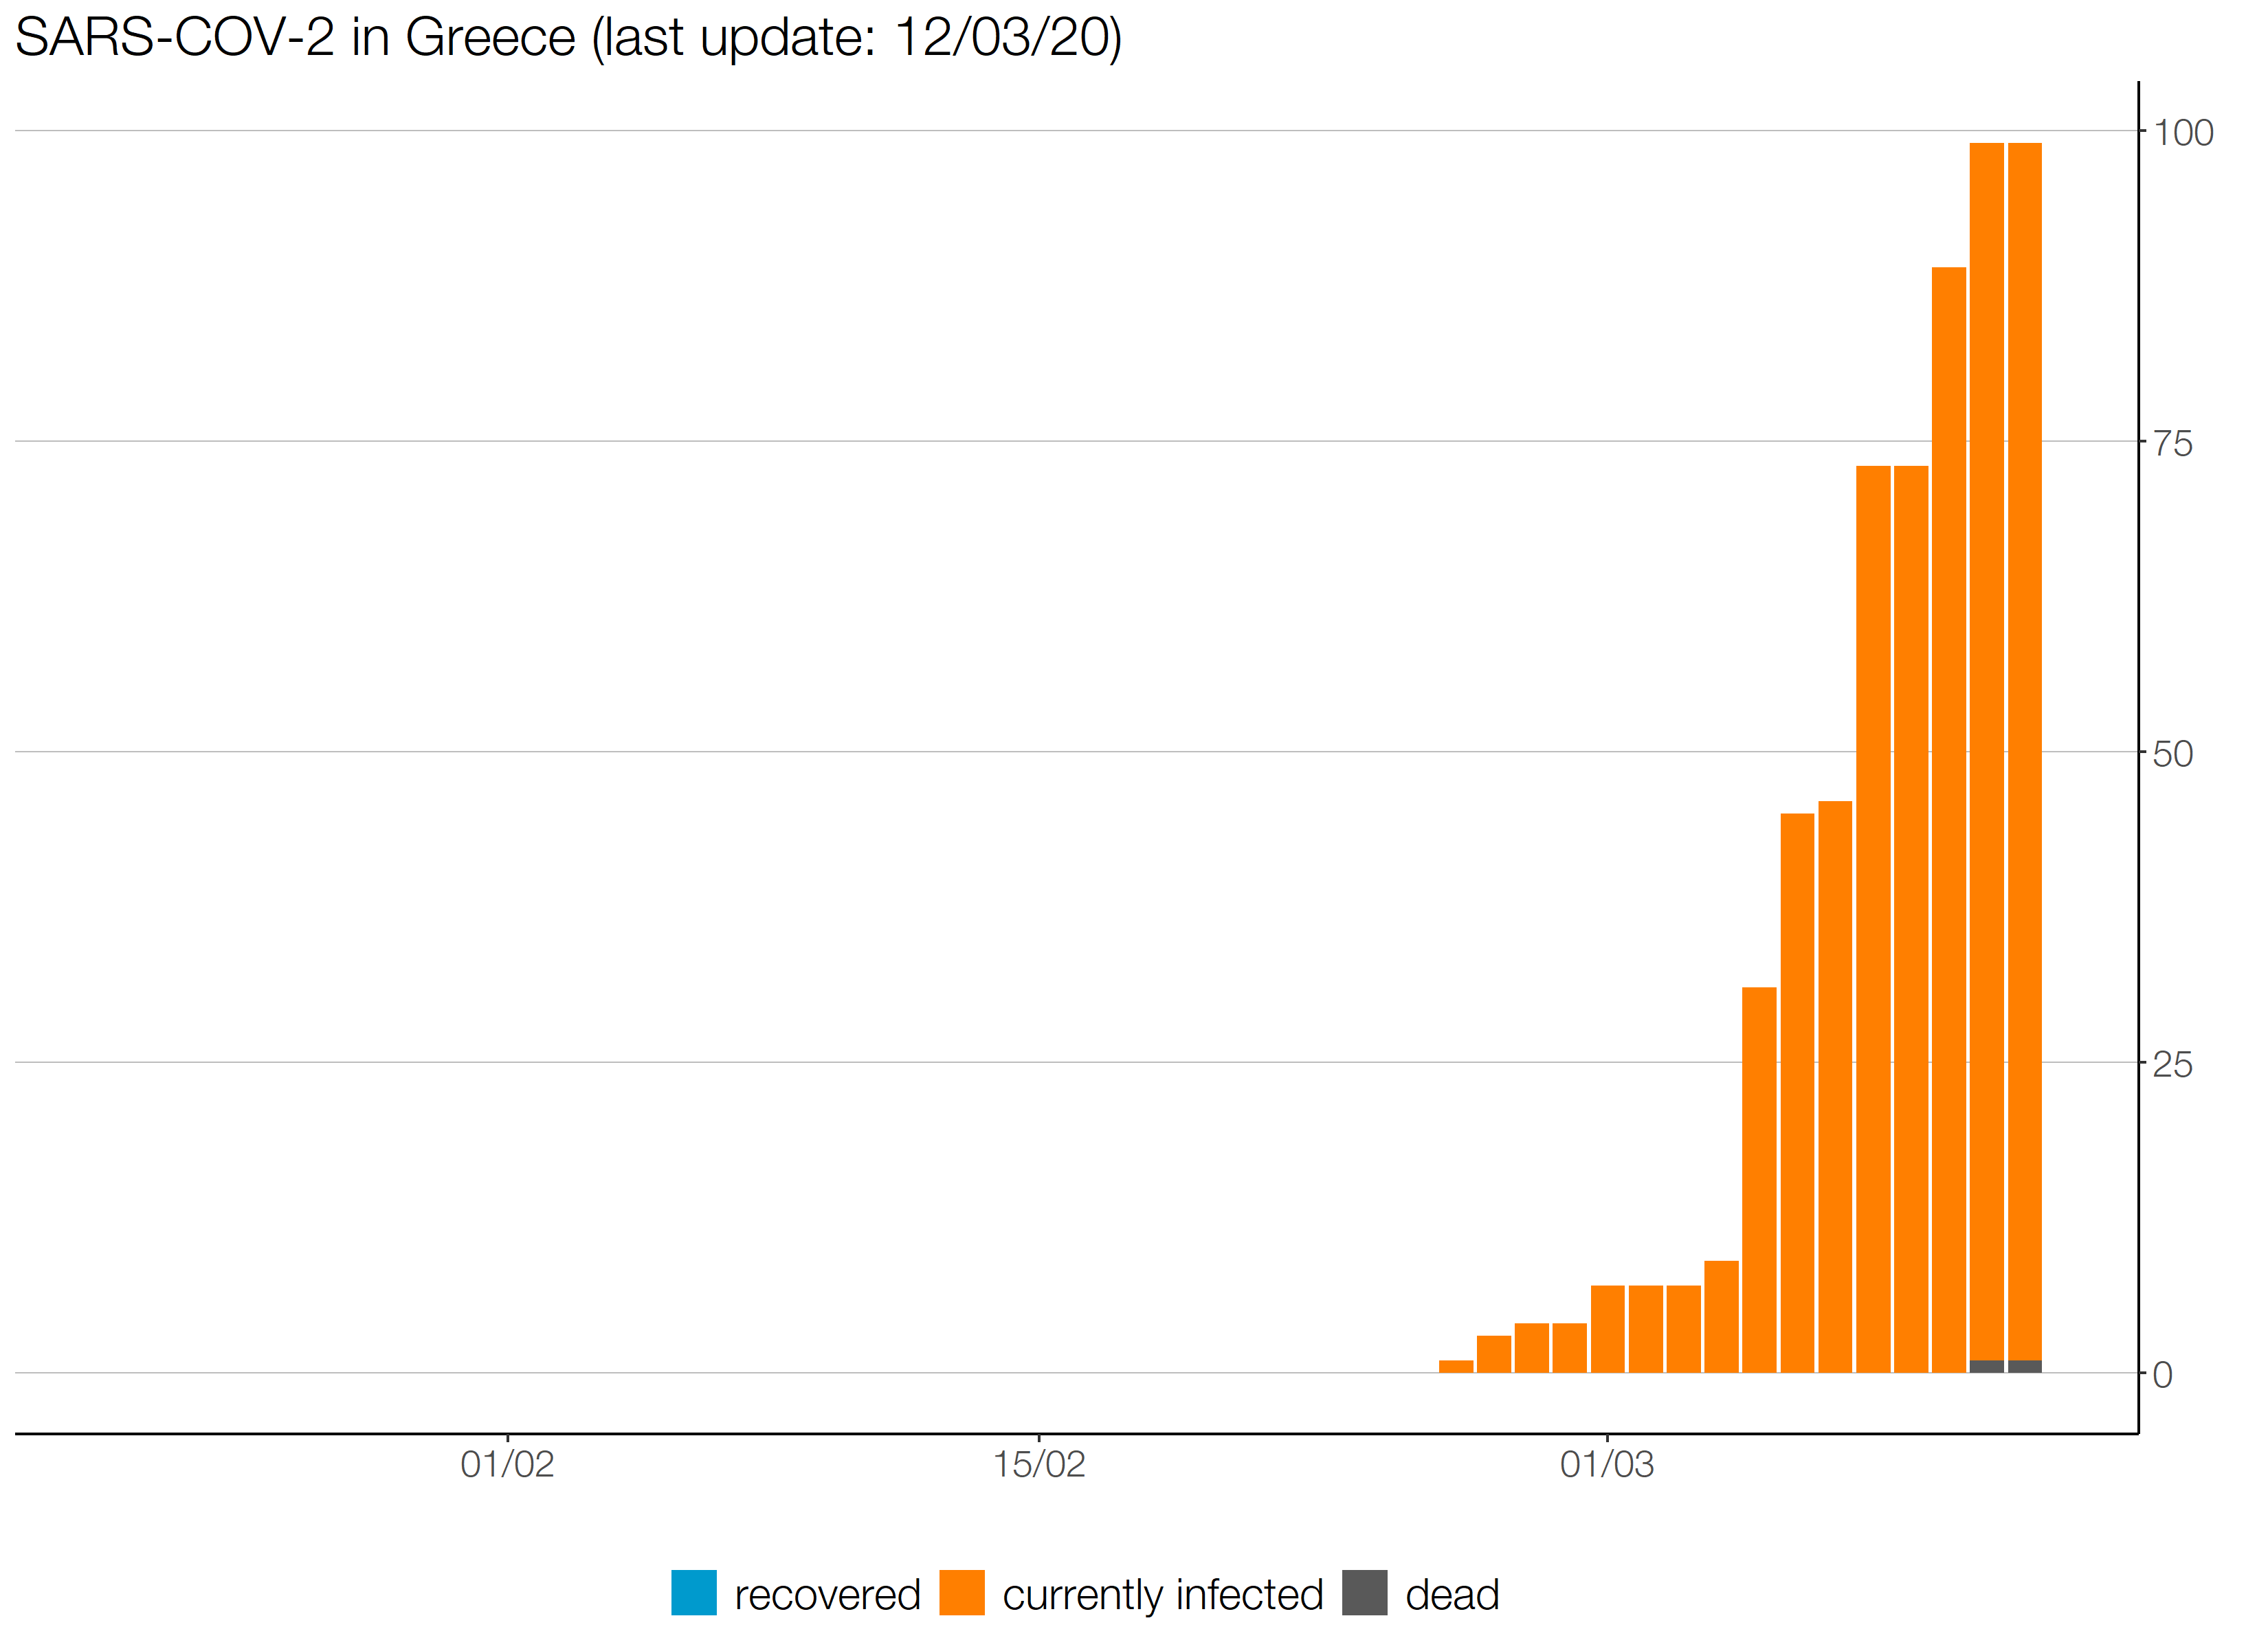 SARS-COV-2 in Greece (last update: 12/03/20)
100
75
50
25
0
01/02 15/02 01/03
recovered currently infected dead